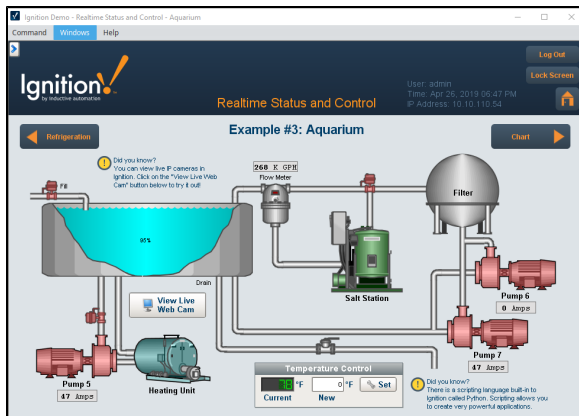 Ignition Demo - Realtime Status and Control - Aquarium
Command Windows Help
Log Out
Lock Screen
Ignition!
by inductive automation
Realtime Status and Control
User: admin
Time: Apr 26, 2019 06:47 PM
IP Address: 10.10.110.54
Refrigeration
Example #3: Aquarium
Chart
Did you know?
You can view live IP cameras in
Ignition. Click on the "View Live Web
Cam" button below to try it out!
268 K GPH
Flow Meter
Fill
Filter
95%
Drain
View Live
Web Cam
Salt Station
Pump 6
0 Amps
Pump 7
47 Amps
Pump 5
47 Amps
Heating Unit
Temperature Control
78 °F
0 °F
Set
Current
New
Did you know?
There is a scripting language built-in to
Ignition called Python. Scripting allows you
to create very powerful applications.